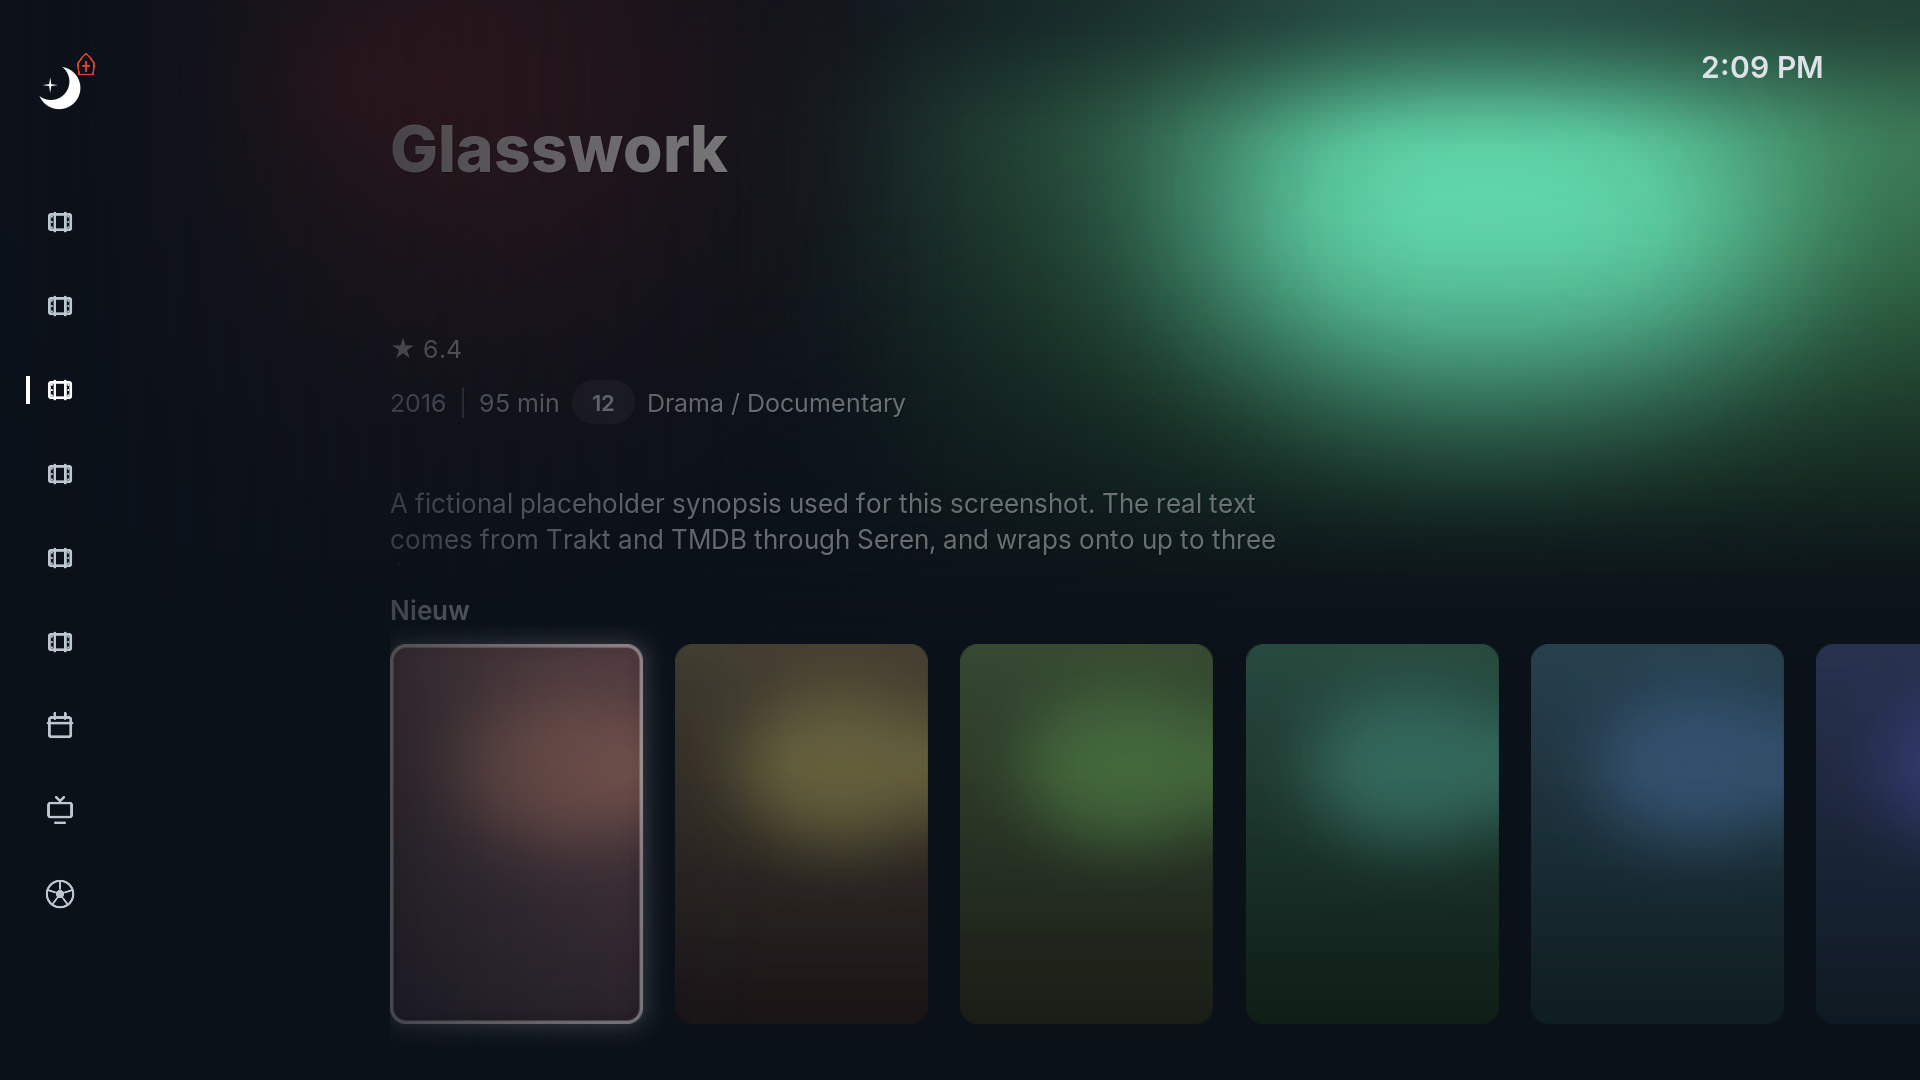 2:09 PM
Glasswork
★ 6.4
2016 | 95 min 12 Drama / Documentary
A fictional placeholder synopsis used for this screenshot. The real text
comes from Trakt and TMDB through Seren, and wraps onto up to three
Nieuw